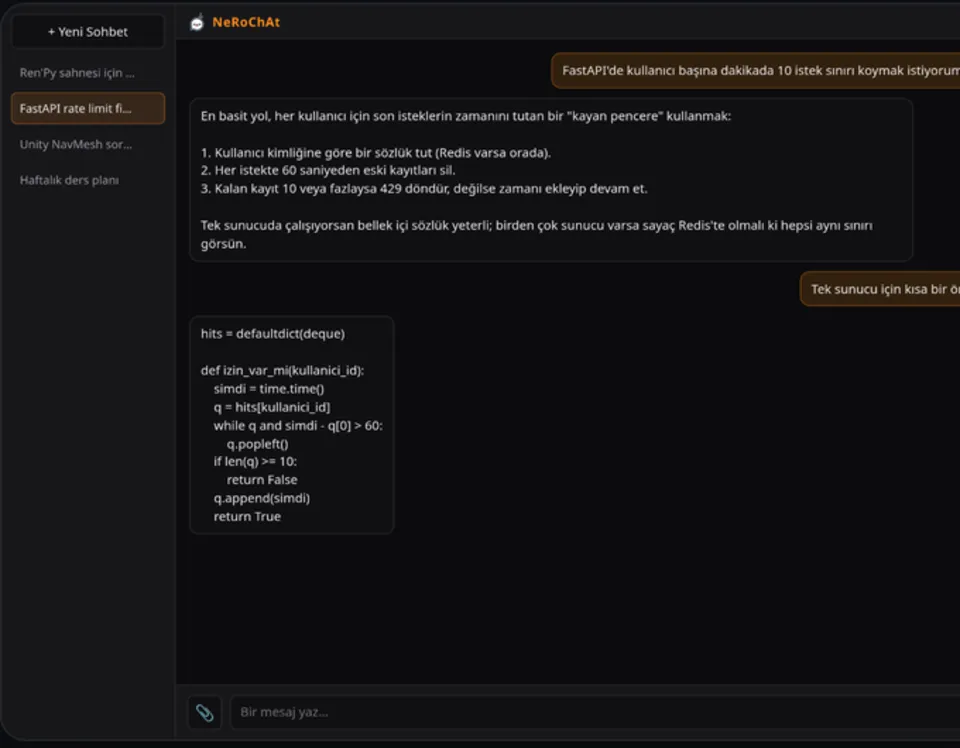 + Yeni Sohbet
Ren'Py sahnesi için ...
FastAPI rate limit fi...
Unity NavMesh sor...
Haftalık ders planı
NeRoChAt
FastAPI'de kullanıcı başına dakikada 10 istek sınırı koymak istiyorum
En basit yol, her kullanıcı için son isteklerin zamanını tutan bir "kayan pencere" kullanmak:
1. Kullanıcı kimliğine göre bir sözlük tut (Redis varsa orada).
2. Her istekte 60 saniyeden eski kayıtları sil.
3. Kalan kayıt 10 veya fazlaysa 429 döndür, değilse zamanı ekleyip devam et.
Tek sunucuda çalışıyorsan bellek içi sözlük yeterli; birden çok sunucu varsa sayaç Redis'te olmalı ki hepsi aynı sınırı
görsün.
Tek sunucu için kısa bir
hits = defaultdict(deque)
def izin_var_mi(kullanici_id):
    simdi = time.time()
    q = hits[kullanici_id]
    while q and simdi - q[0] > 60:
        q.popleft()
    if len(q) >= 10:
        return False
    q.append(simdi)
    return True
Bir mesaj yaz...